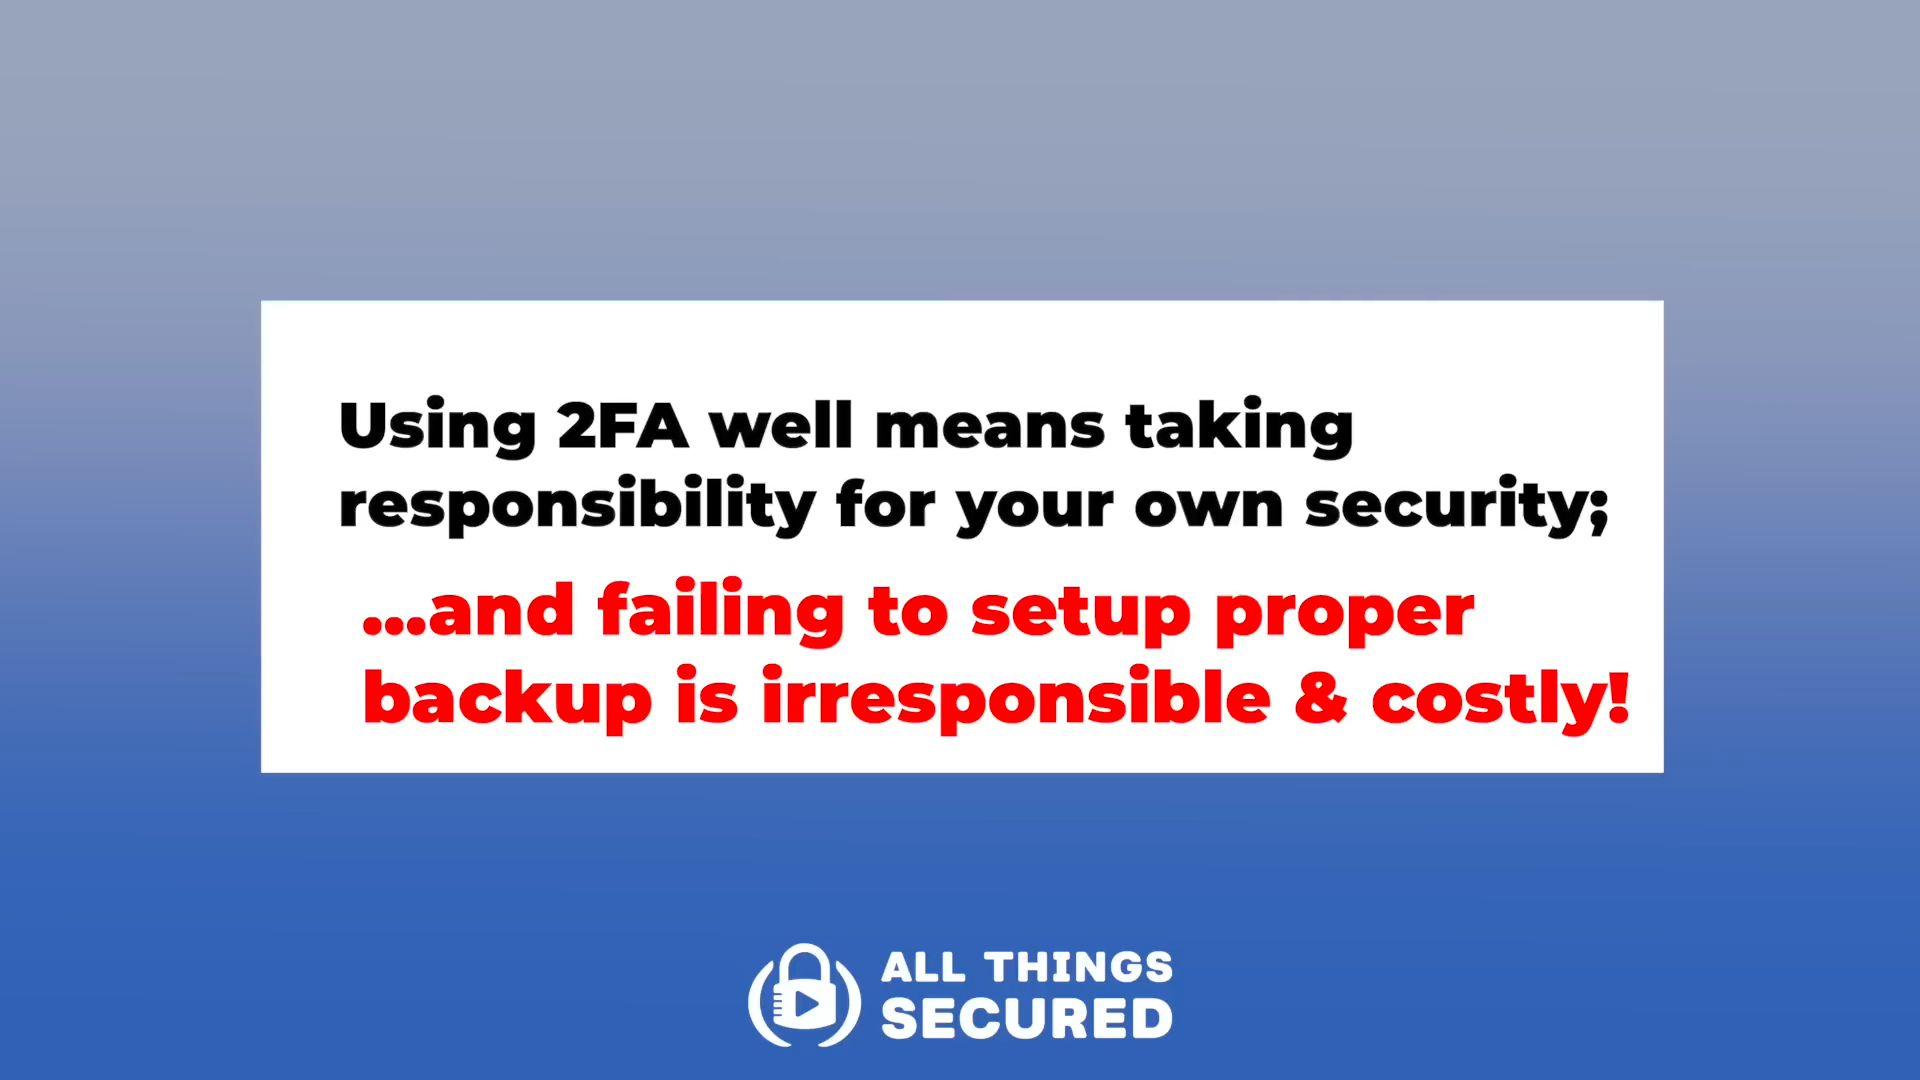 Using 2FA well means taking
responsibility for your own security;
...and failing to setup proper
backup is irresponsible & costly!
ALL THINGS
SECURED